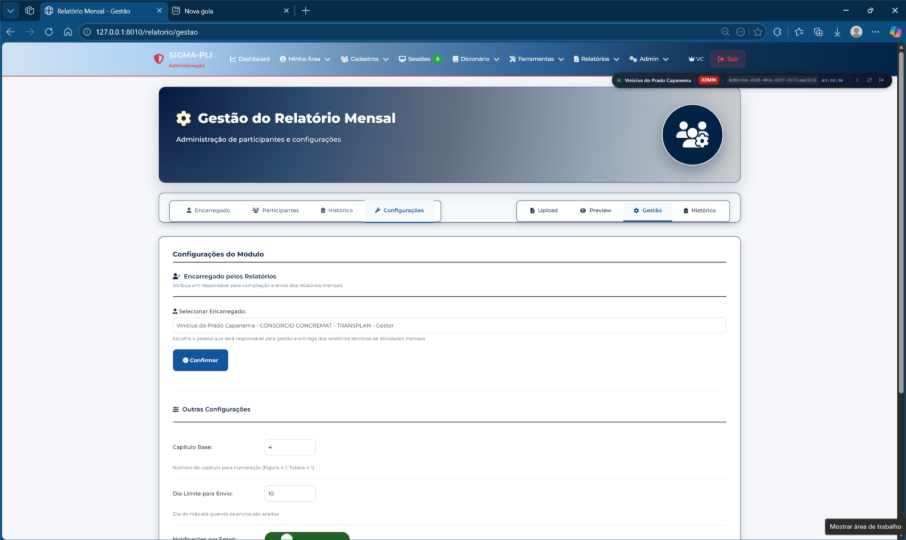 Relatório Mensal - Gestão
Nova guia
127.0.0.1:8010/relatorio/gestao
SIGMA-PLI
Administração
Dashboard Minha Área Cadastros Sessões 0 Dicionário Ferramentas Relatórios Admin VC Sair
Vinicius do Prado Capanema ADMIN
Gestão do Relatório Mensal
Administração de participantes e configurações
Encarregado Participantes Histórico Configurações
Upload Preview Gestão Histórico
Configurações do Módulo
Encarregado pelos Relatórios
Atribua um responsável pela compilação e envio dos relatórios mensais
Selecionar Encarregado:
Vinicius do Prado Capanema - CONSORCIO CONCREMAT - TRANSPLAN - Gestor
Escolha a pessoa que será responsável pela gestão e entrega dos relatórios técnicos de atividades mensais
Confirmar
Outras Configurações
Capítulo Base:
4
Número do capítulo para numeração (Figura 4-1, Tabela 4-1)
Dia Limite para Envio:
10
Dia do mês até quando os envios são aceitos
Notificações por Email:
Mostrar área de trabalho